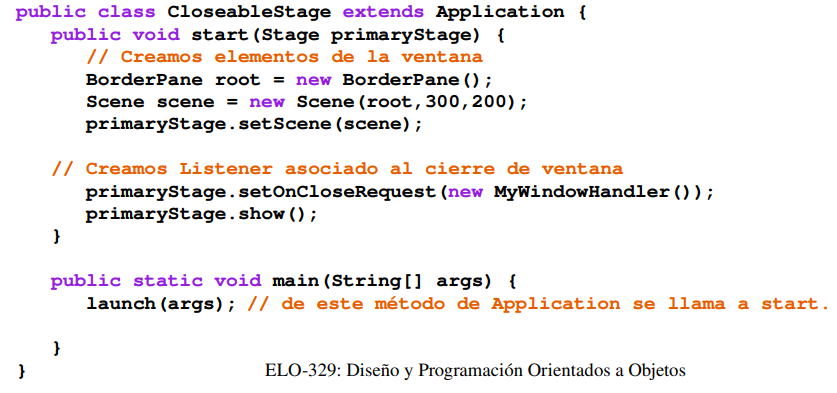 public class CloseableStage extends Application {
public void start(Stage primaryStage) {
// Creamos elementos de la ventana
BorderPane root = new BorderPane();
Scene scene = new Scene(root,300,200);
primaryStage.setScene(scene);
// Creamos Listener asociado al cierre de ventana
primaryStage.setOnCloseRequest(new MyWindowHandler());
primaryStage.show();
}
public static void main(String[] args) {
launch(args); // de este método de Application se llama a start.
}
}
ELO-329: Diseño y Programación Orientados a Objetos